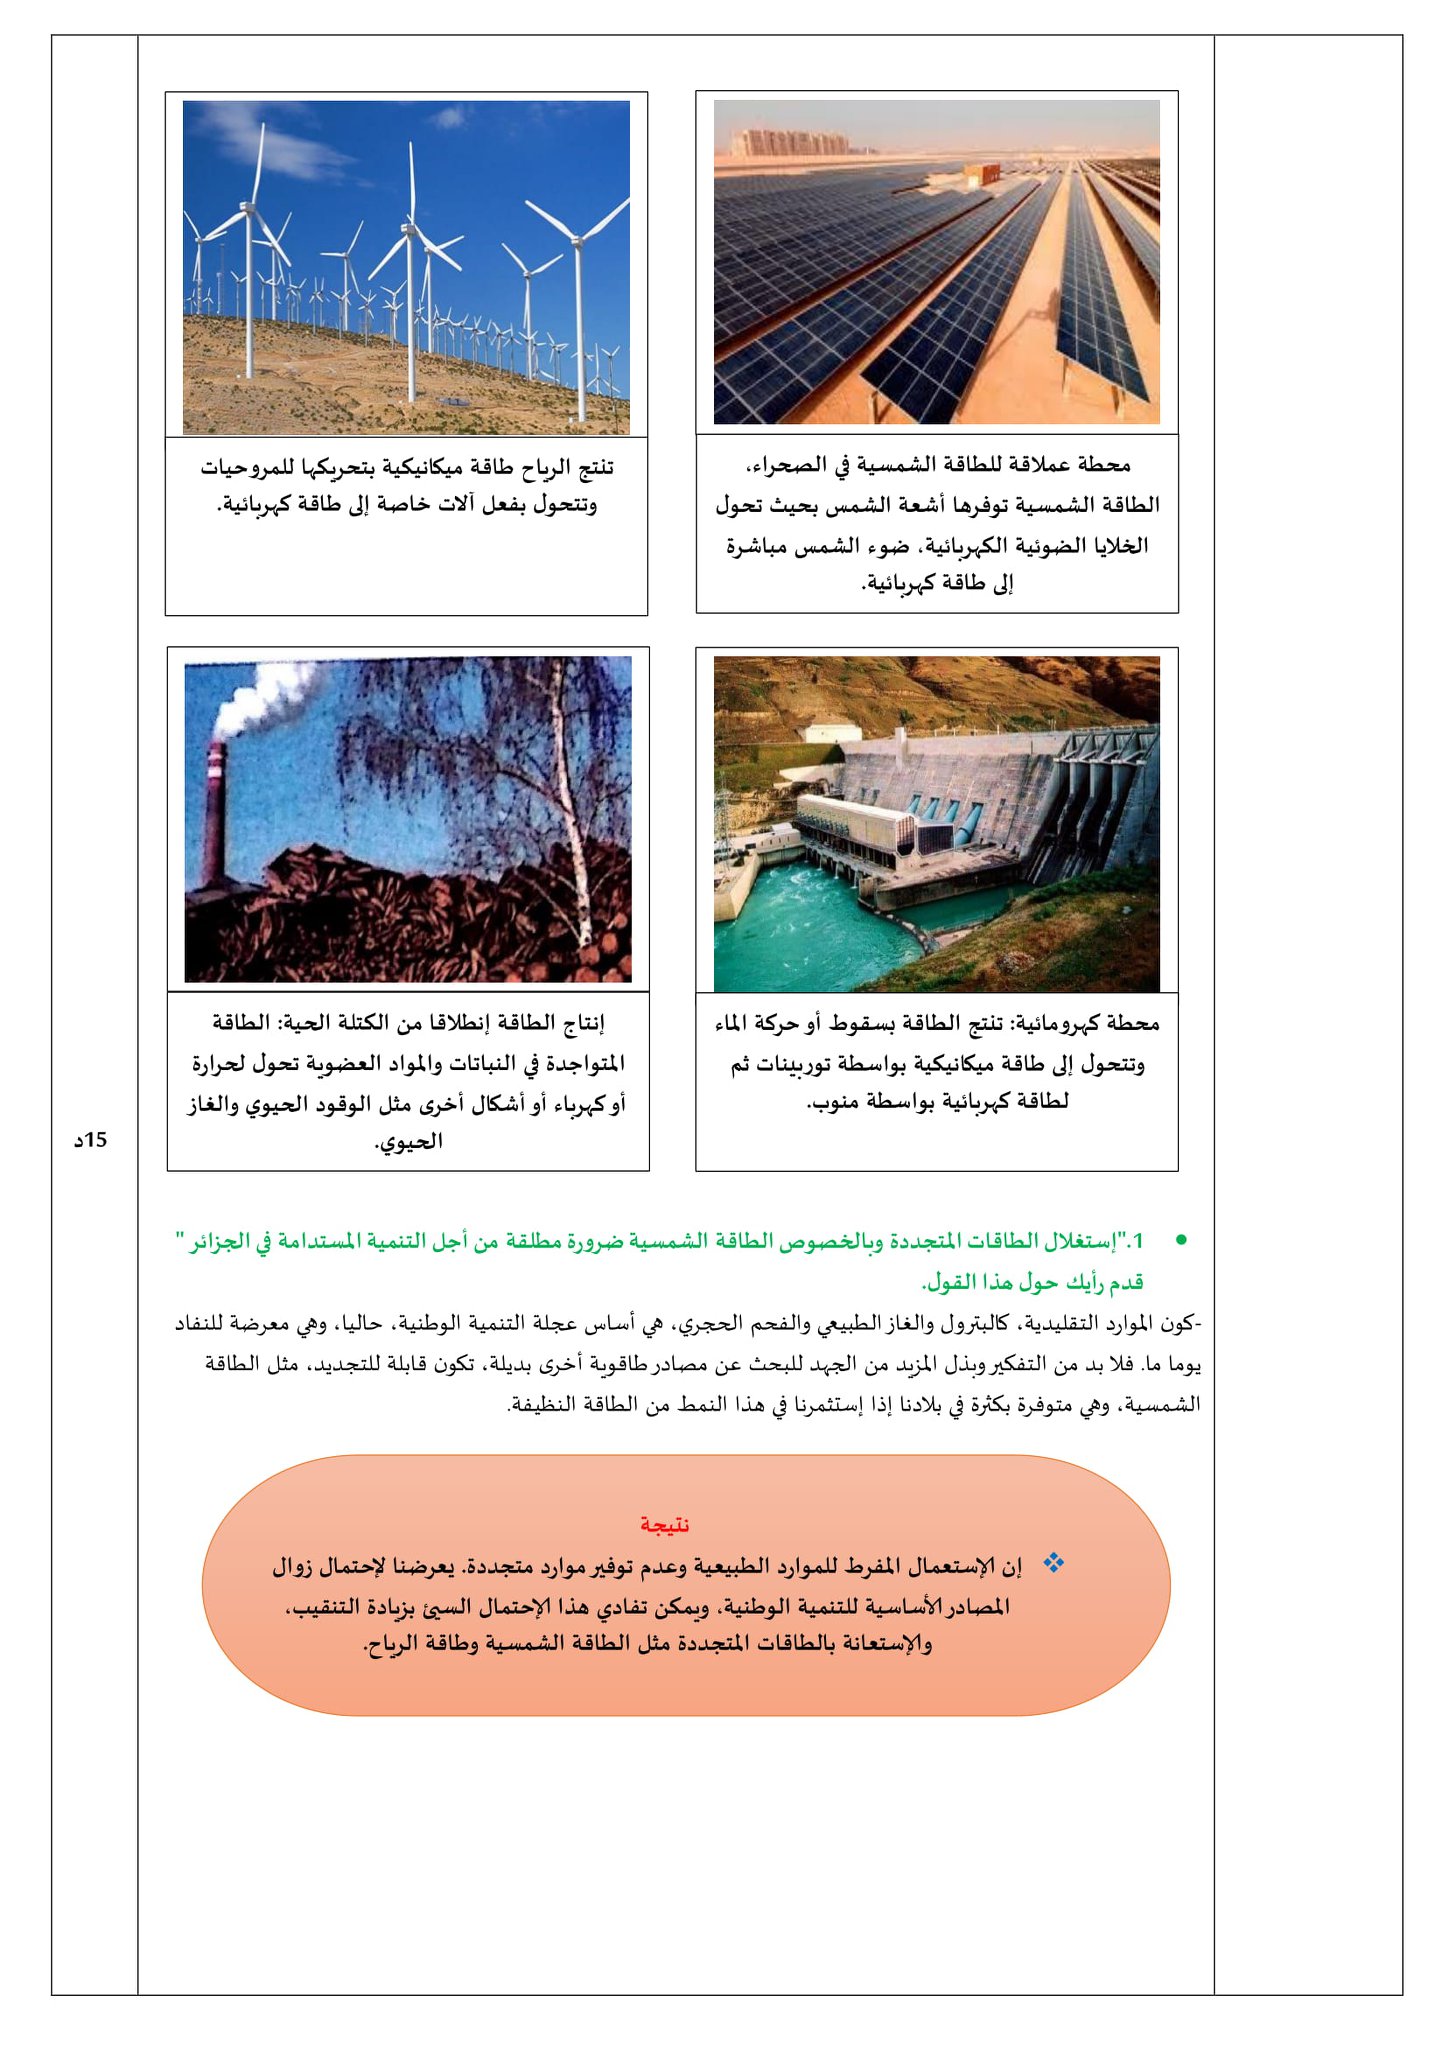 محطة عملاقة للطاقة الشمسية في الصحراء،
الطاقة الشمسية توفرها أشعة الشمس بحيث تحول
الخلايا الضوئية الكهربائية، ضوء الشمس مباشرة
إلى طاقة كهربائية.
تنتج الرياح طاقة ميكانيكية بتحريكها للمروحيات
وتتحول بفعل آلات خاصة إلى طاقة كهربائية.
محطة كهرومائية: تنتج الطاقة بسقوط أو حركة الماء
وتتحول إلى طاقة ميكانيكية بواسطة توربينات ثم
لطاقة كهربائية بواسطة منوب.
إنتاج الطاقة إنطلاقا من الكتلة الحية: الطاقة
المتواجدة في النباتات والمواد العضوية تحول لحرارة
أو كهرباء أو أشكال أخرى مثل الوقود الحيوي والغاز
الحيوي.
15د
• 1."إستغلال الطاقات المتجددة وبالخصوص الطاقة الشمسية ضرورة مطلقة من أجل التنمية المستدامة في الجزائر "
قدم رأيك حول هذا القول.
-كون الموارد التقليدية، كالبترول والغاز الطبيعي والفحم الحجري، هي أساس عجلة التنمية الوطنية، حاليا، وهي معرضة للنفاد
يوما ما. فلا بد من التفكير وبذل المزيد من الجهد للبحث عن مصادر طاقوية أخرى بديلة، تكون قابلة للتجديد، مثل الطاقة
الشمسية، وهي متوفرة بكثرة في بلادنا إذا إستثمرنا في هذا النمط من الطاقة النظيفة.
نتيجة
❖ إن الإستعمال المفرط للموارد الطبيعية وعدم توفير موارد متجددة. يعرضنا لإحتمال زوال
المصادر الأساسية للتنمية الوطنية، ويمكن تفادي هذا الإحتمال السيئ بزيادة التنقيب،
والإستعانة بالطاقات المتجددة مثل الطاقة الشمسية وطاقة الرياح.